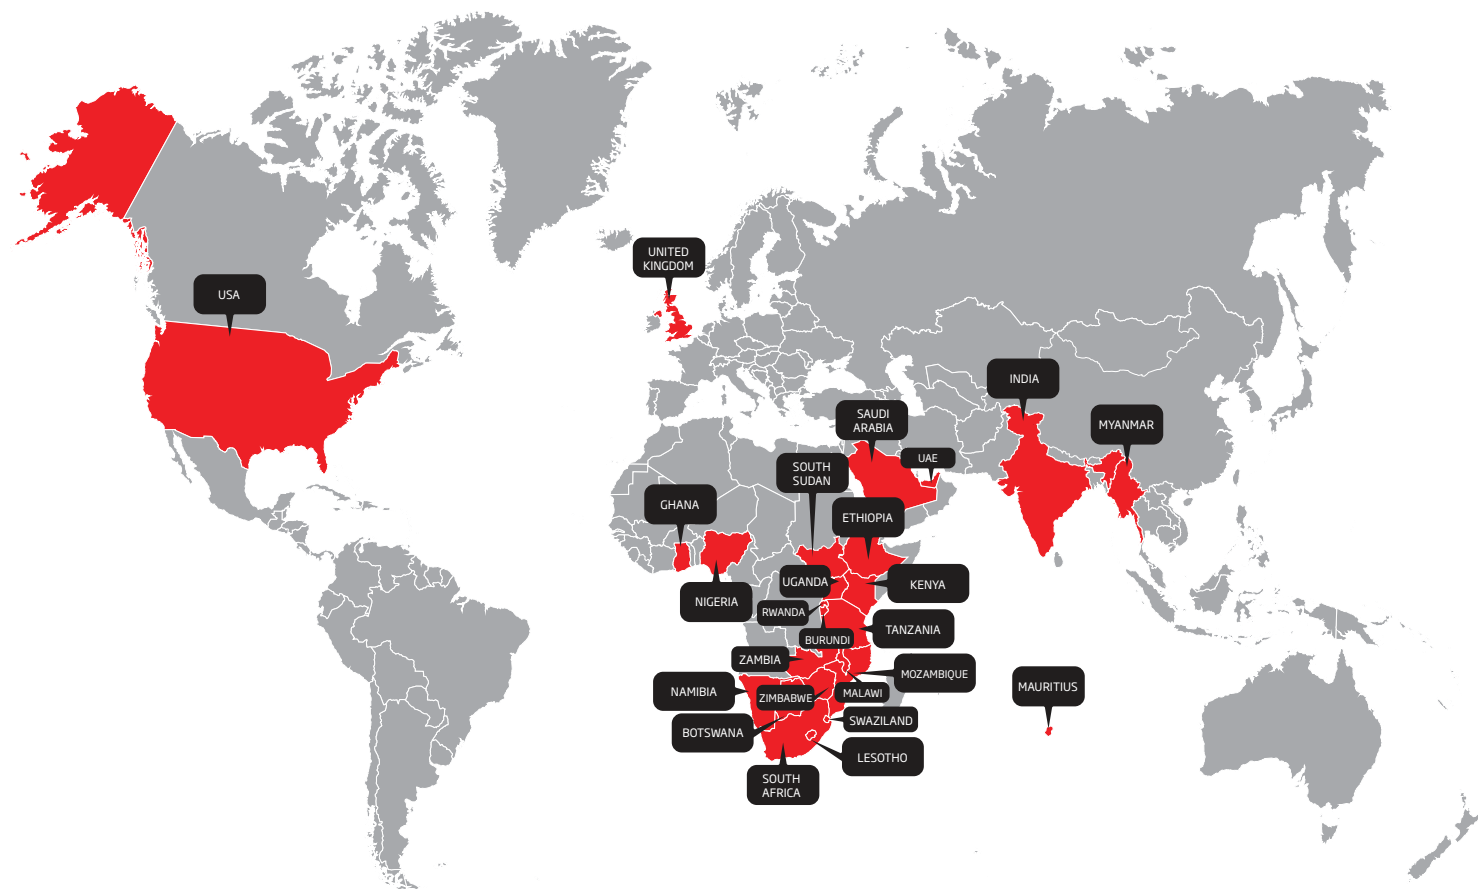 UNITED
KINGDOM
USA
INDIA
SAUDI
ARABIA
MYANMAR
UAE
SOUTH
SUDAN
GHANA
ETHIOPIA
UGANDA
KENYA
NIGERIA
RWANDA
TANZANIA
BURUNDI
ZAMBIA
MOZAMBIQUE
MAURITIUS
NAMIBIA
ZIMBABWE
MALAWI
SWAZILAND
BOTSWANA
LESOTHO
SOUTH
AFRICA